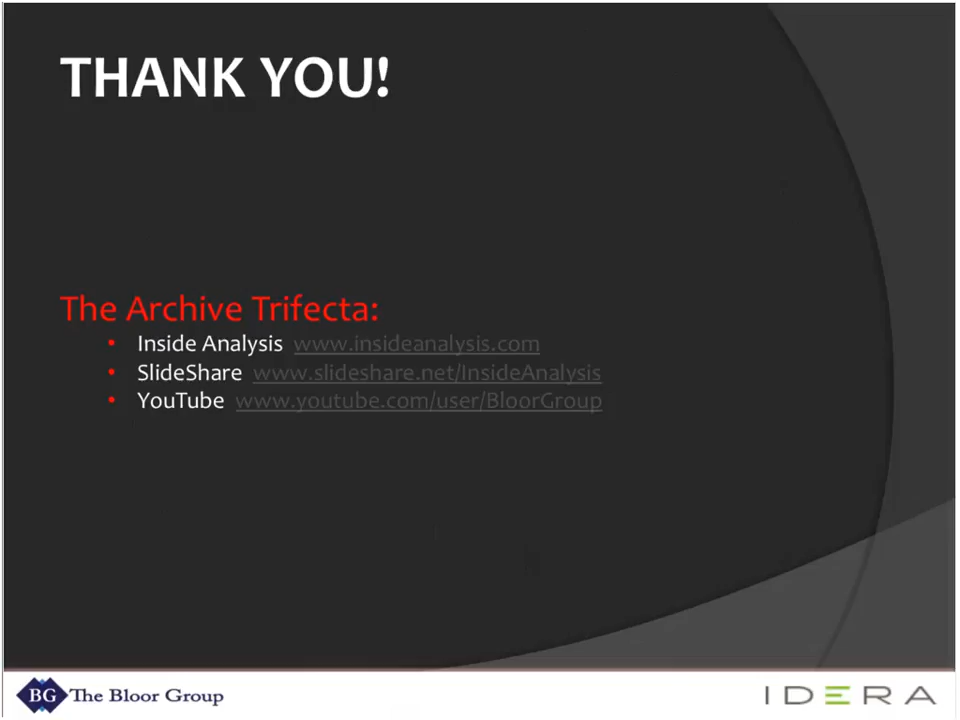 THANK YOU!
The Archive Trifecta:
• Inside Analysis www.insideanalysis.com
• SlideShare www.slideshare.net/InsideAnalysis
• YouTube www.youtube.com/user/BloorGroup
BG The Bloor Group
IDERA